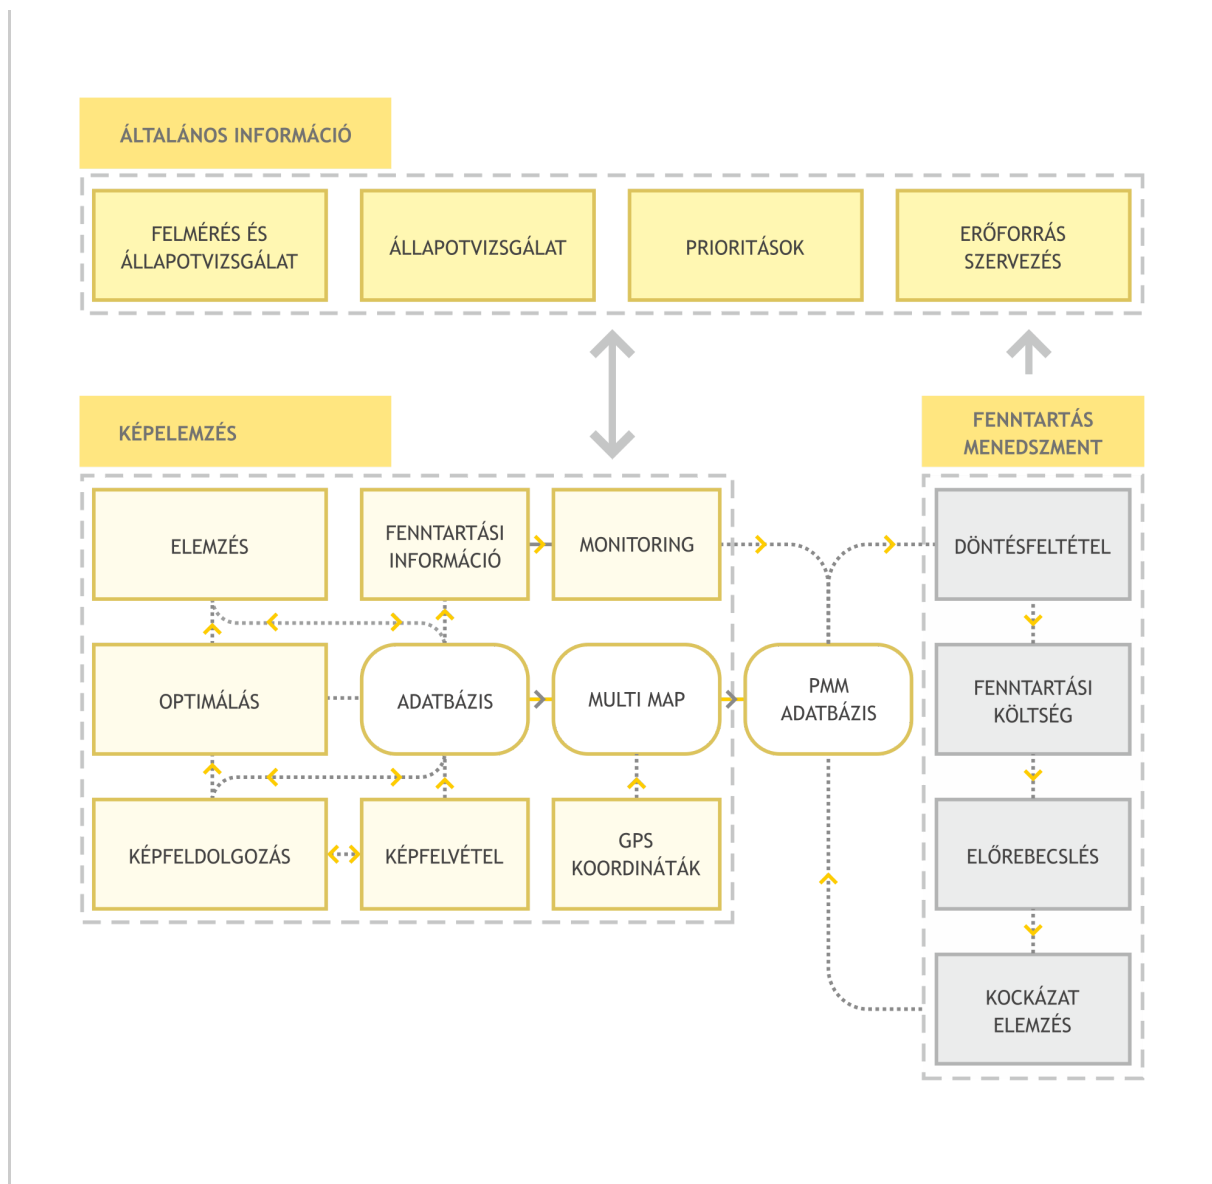 ÁLTALÁNOS INFORMÁCIÓ
FELMÉRÉS ÉS
ÁLLAPOTVIZSGÁLAT
ÁLLAPOTVIZSGÁLAT
PRIORITÁSOK
ERŐFORRÁS
SZERVEZÉS
KÉPELEMZÉS
FENNTARTÁS
MENEDSZMENT
ELEMZÉS
FENNTARTÁSI
INFORMÁCIÓ
MONITORING
DÖNTÉSFELTÉTEL
OPTIMÁLÁS
ADATBÁZIS
MULTI MAP
PMM
ADATBÁZIS
FENNTARTÁSI
KÖLTSÉG
KÉPFELDOLGOZÁS
KÉPFELVÉTEL
GPS
KOORDINÁTÁK
ELŐREBECSLÉS
KOCKÁZAT
ELEMZÉS